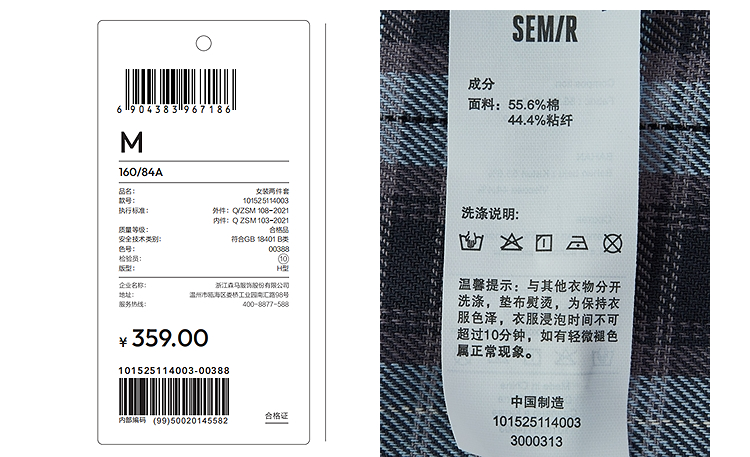 6 904383 967186
M
160/84A
品名: 女装两件套
款号: 101525114003
执行标准: 外件: Q/ZSM 108-2021
内件: Q ZSM 103-2021
质量等级: 合格品
安全技术类别: 符合GB 18401 B类
色号: 00388
检验员: 10
版型: H型
企业名称: 浙江森马服饰股份有限公司
地址: 温州市瓯海区娄桥工业园南汇路98号
服务热线: 400-8877-588
¥ 359.00
101525114003-00388
内部编码 (99)50020145582
合格证
SEM/R
成分
面料: 55.6%棉
44.4%粘纤
洗涤说明:
温馨提示: 与其他衣物分开
洗涤, 垫布熨烫, 为保持衣
服色泽, 衣服浸泡时间不可
超过10分钟, 如有轻微褪色
属正常现象。
中国制造
101525114003
3000313